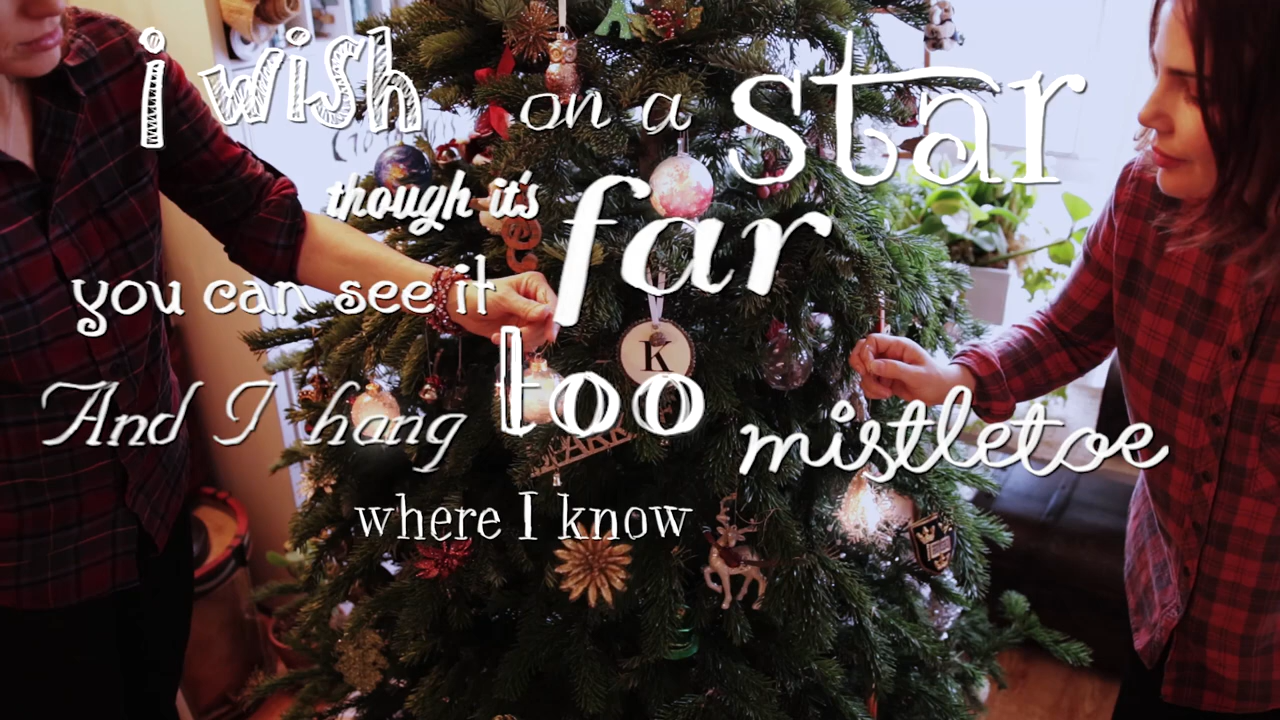 i wish on a star
though it's far
you can see it too
And I hang mistletoe
where I know
K